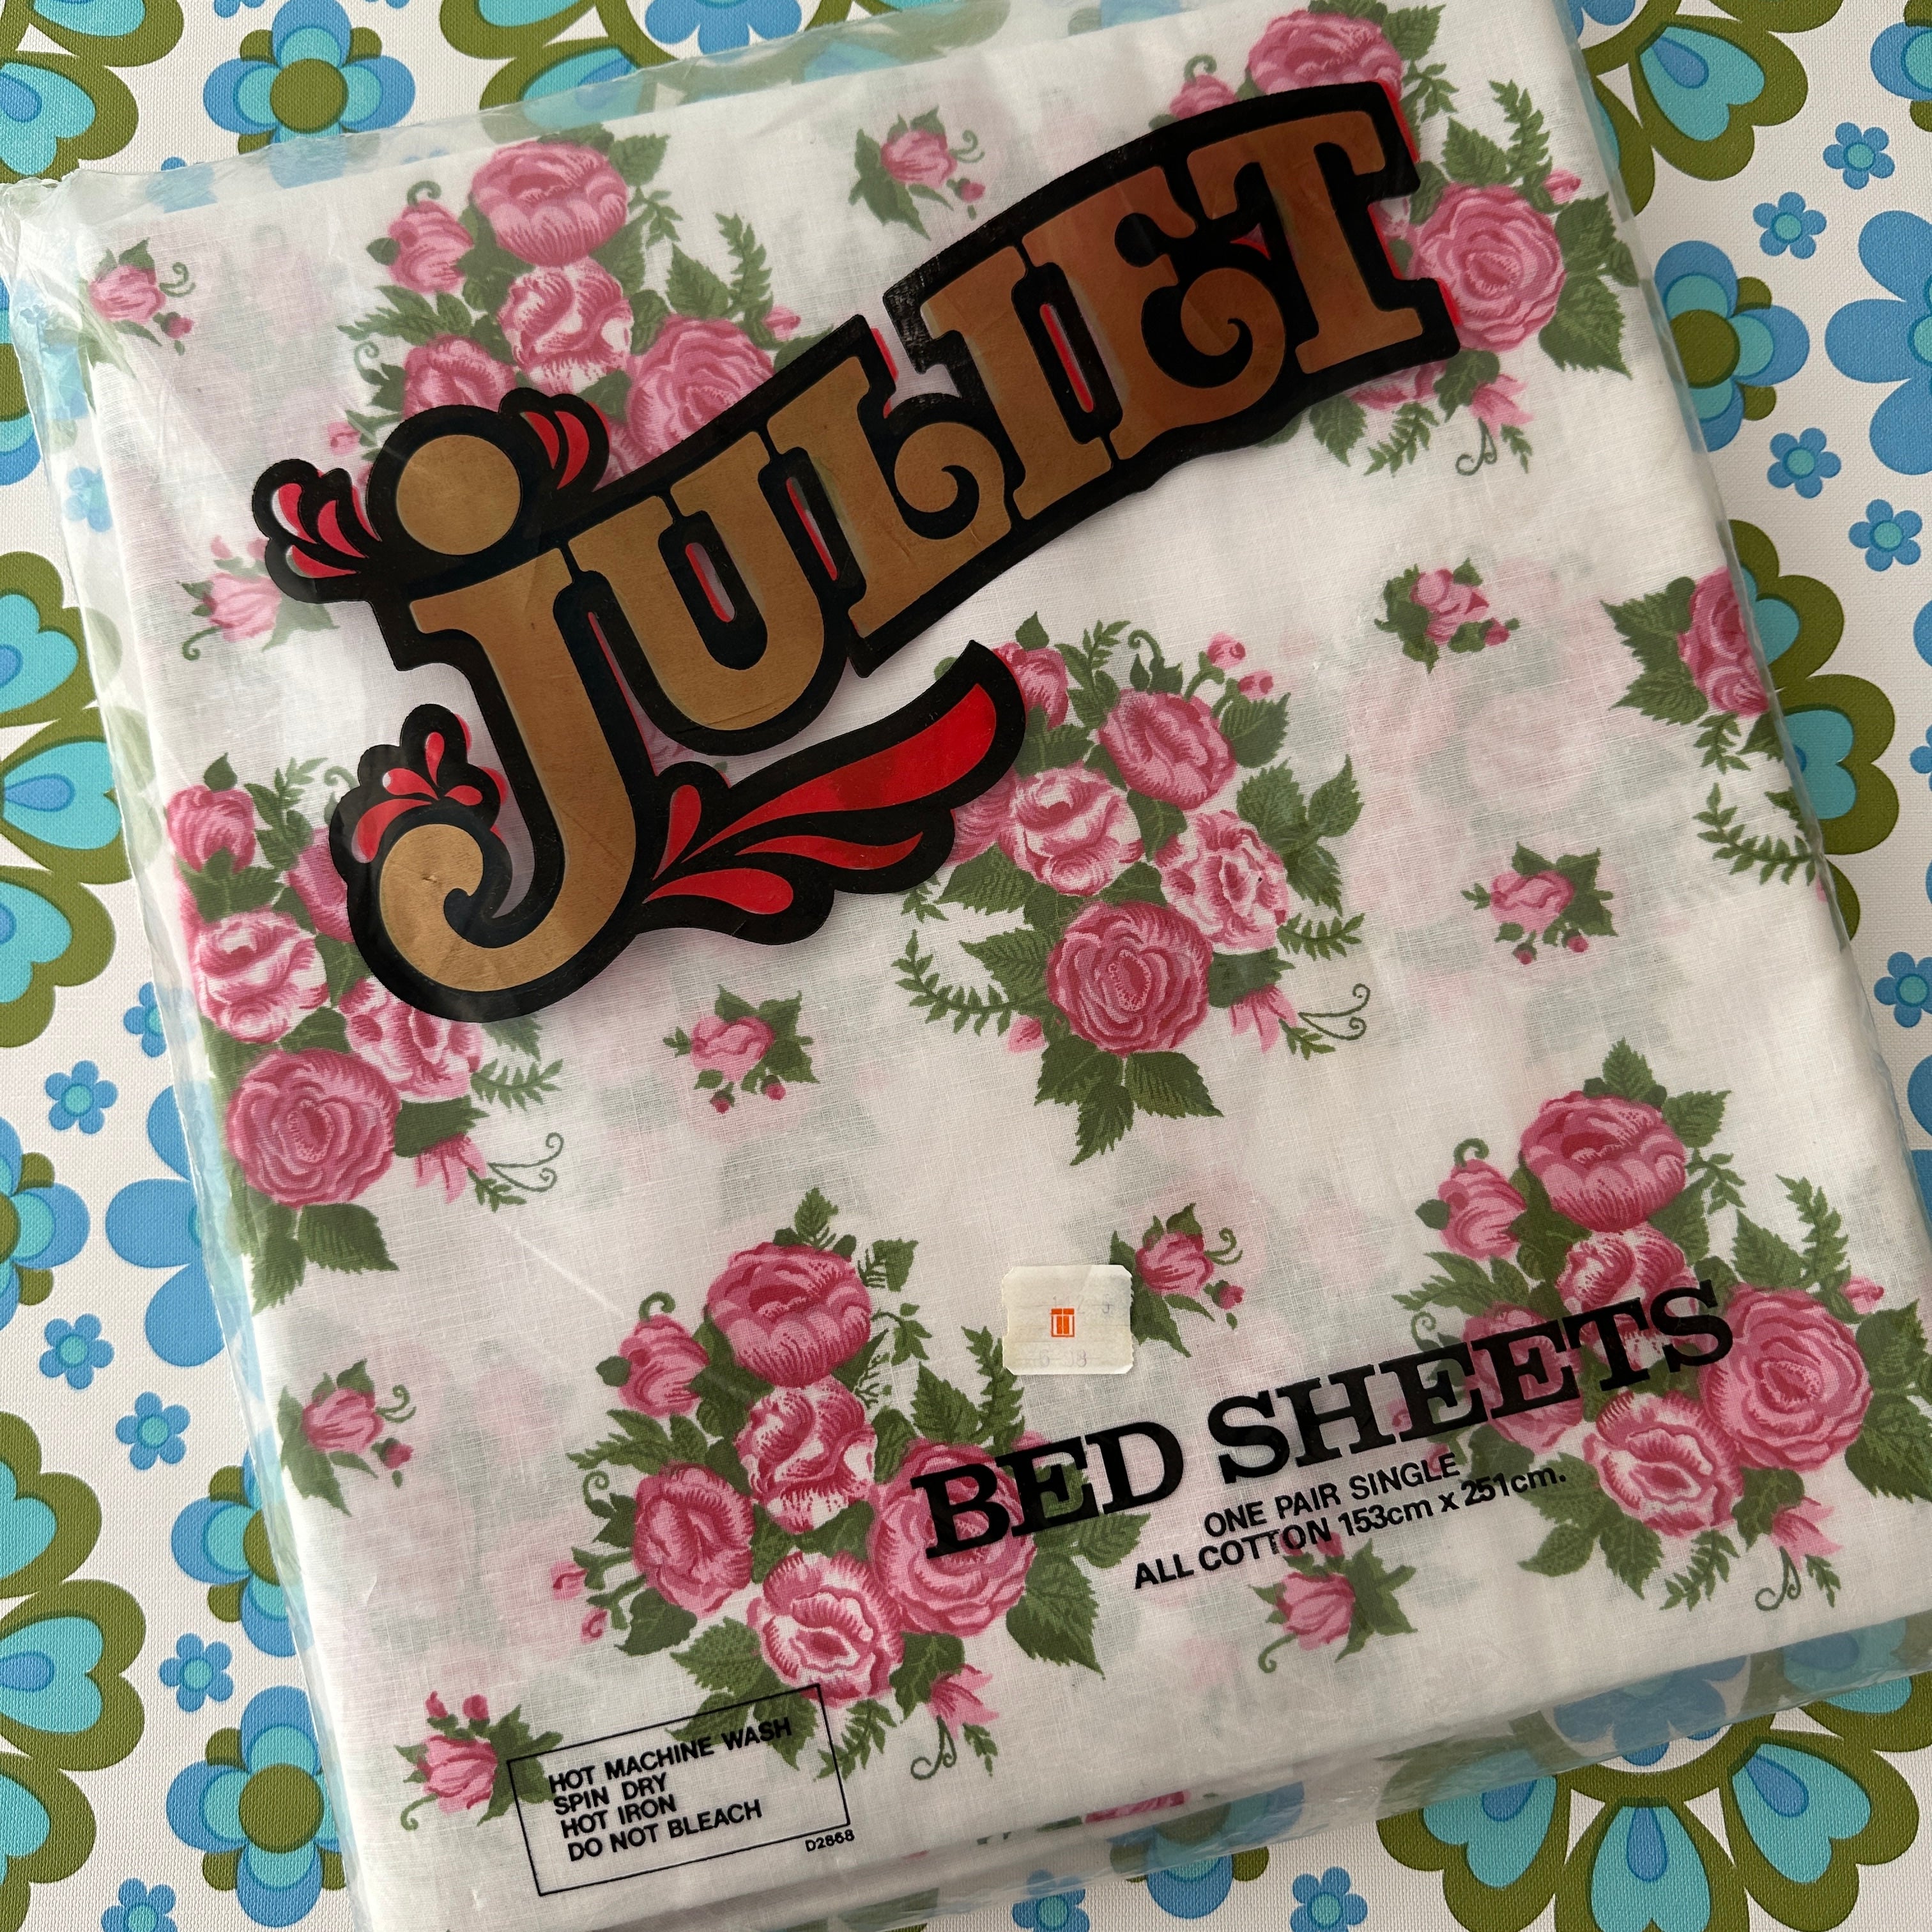 JULIET
BED SHEETS
ONE PAIR SINGLE
ALL COTTON 153cm x 251cm.
HOT MACHINE WASH
SPIN DRY
HOT IRON
DO NOT BLEACH
D2868